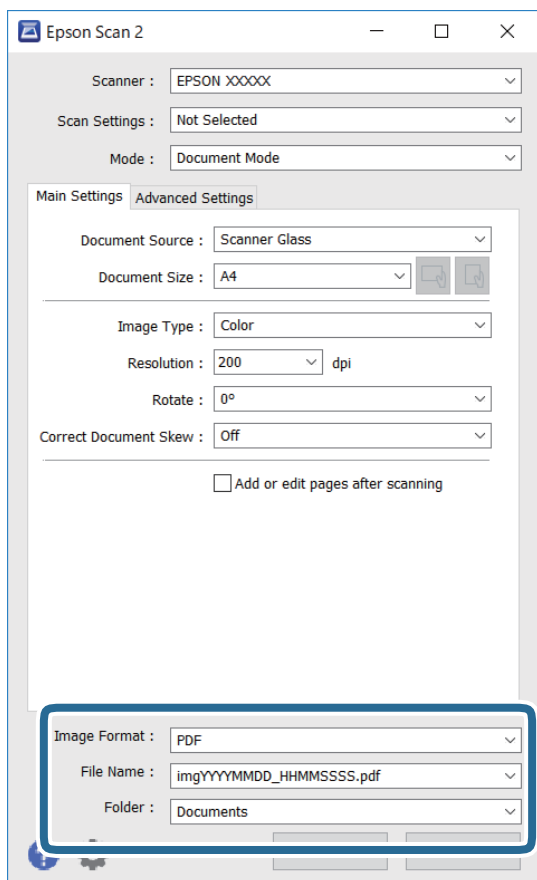 Epson Scan 2
Scanner : EPSON XXXXX
Scan Settings : Not Selected
Mode : Document Mode
Main Settings Advanced Settings
Document Source : Scanner Glass
Document Size : A4
Image Type : Color
Resolution : 200 dpi
Rotate : 0°
Correct Document Skew : Off
Add or edit pages after scanning
Image Format : PDF
File Name : imgYYYYMMDD_HHMMSSSS.pdf
Folder : Documents